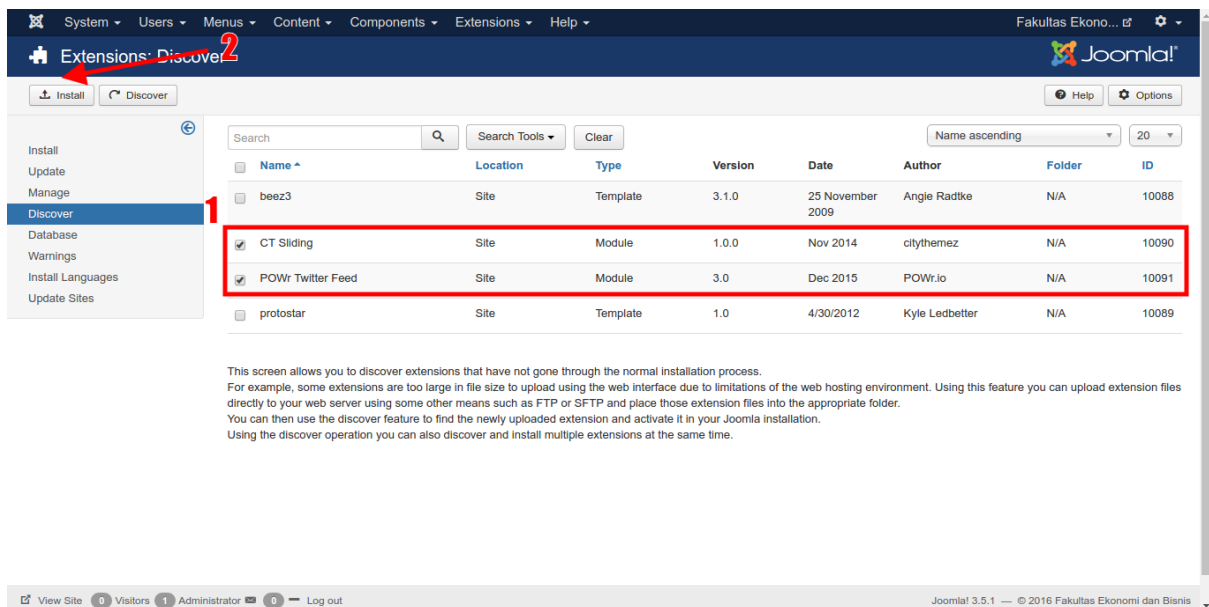 System Users Menus Content Components Extensions Help Fakultas Ekono...
Extensions: Discover 2 Joomla!®
Install Discover Help Options
Search Search Tools Clear Name ascending 20
Install
Update
Manage
Discover
Database
Warnings
Install Languages
Update Sites
1
Name Location Type Version Date Author Folder ID
beez3 Site Template 3.1.0 25 November 2009 Angie Radtke N/A 10088
CT Sliding Site Module 1.0.0 Nov 2014 citythemez N/A 10090
POWr Twitter Feed Site Module 3.0 Dec 2015 POWr.io N/A 10091
protostar Site Template 1.0 4/30/2012 Kyle Ledbetter N/A 10089
This screen allows you to discover extensions that have not gone through the normal installation process.
For example, some extensions are too large in file size to upload using the web interface due to limitations of the web hosting environment. Using this feature you can upload extension files
directly to your web server using some other means such as FTP or SFTP and place those extension files into the appropriate folder.
You can then use the discover feature to find the newly uploaded extension and activate it in your Joomla installation.
Using the discover operation you can also discover and install multiple extensions at the same time.
View Site 0 Visitors 1 Administrator 0 Log out Joomla! 3.5.1 — © 2016 Fakultas Ekonomi dan Bisnis